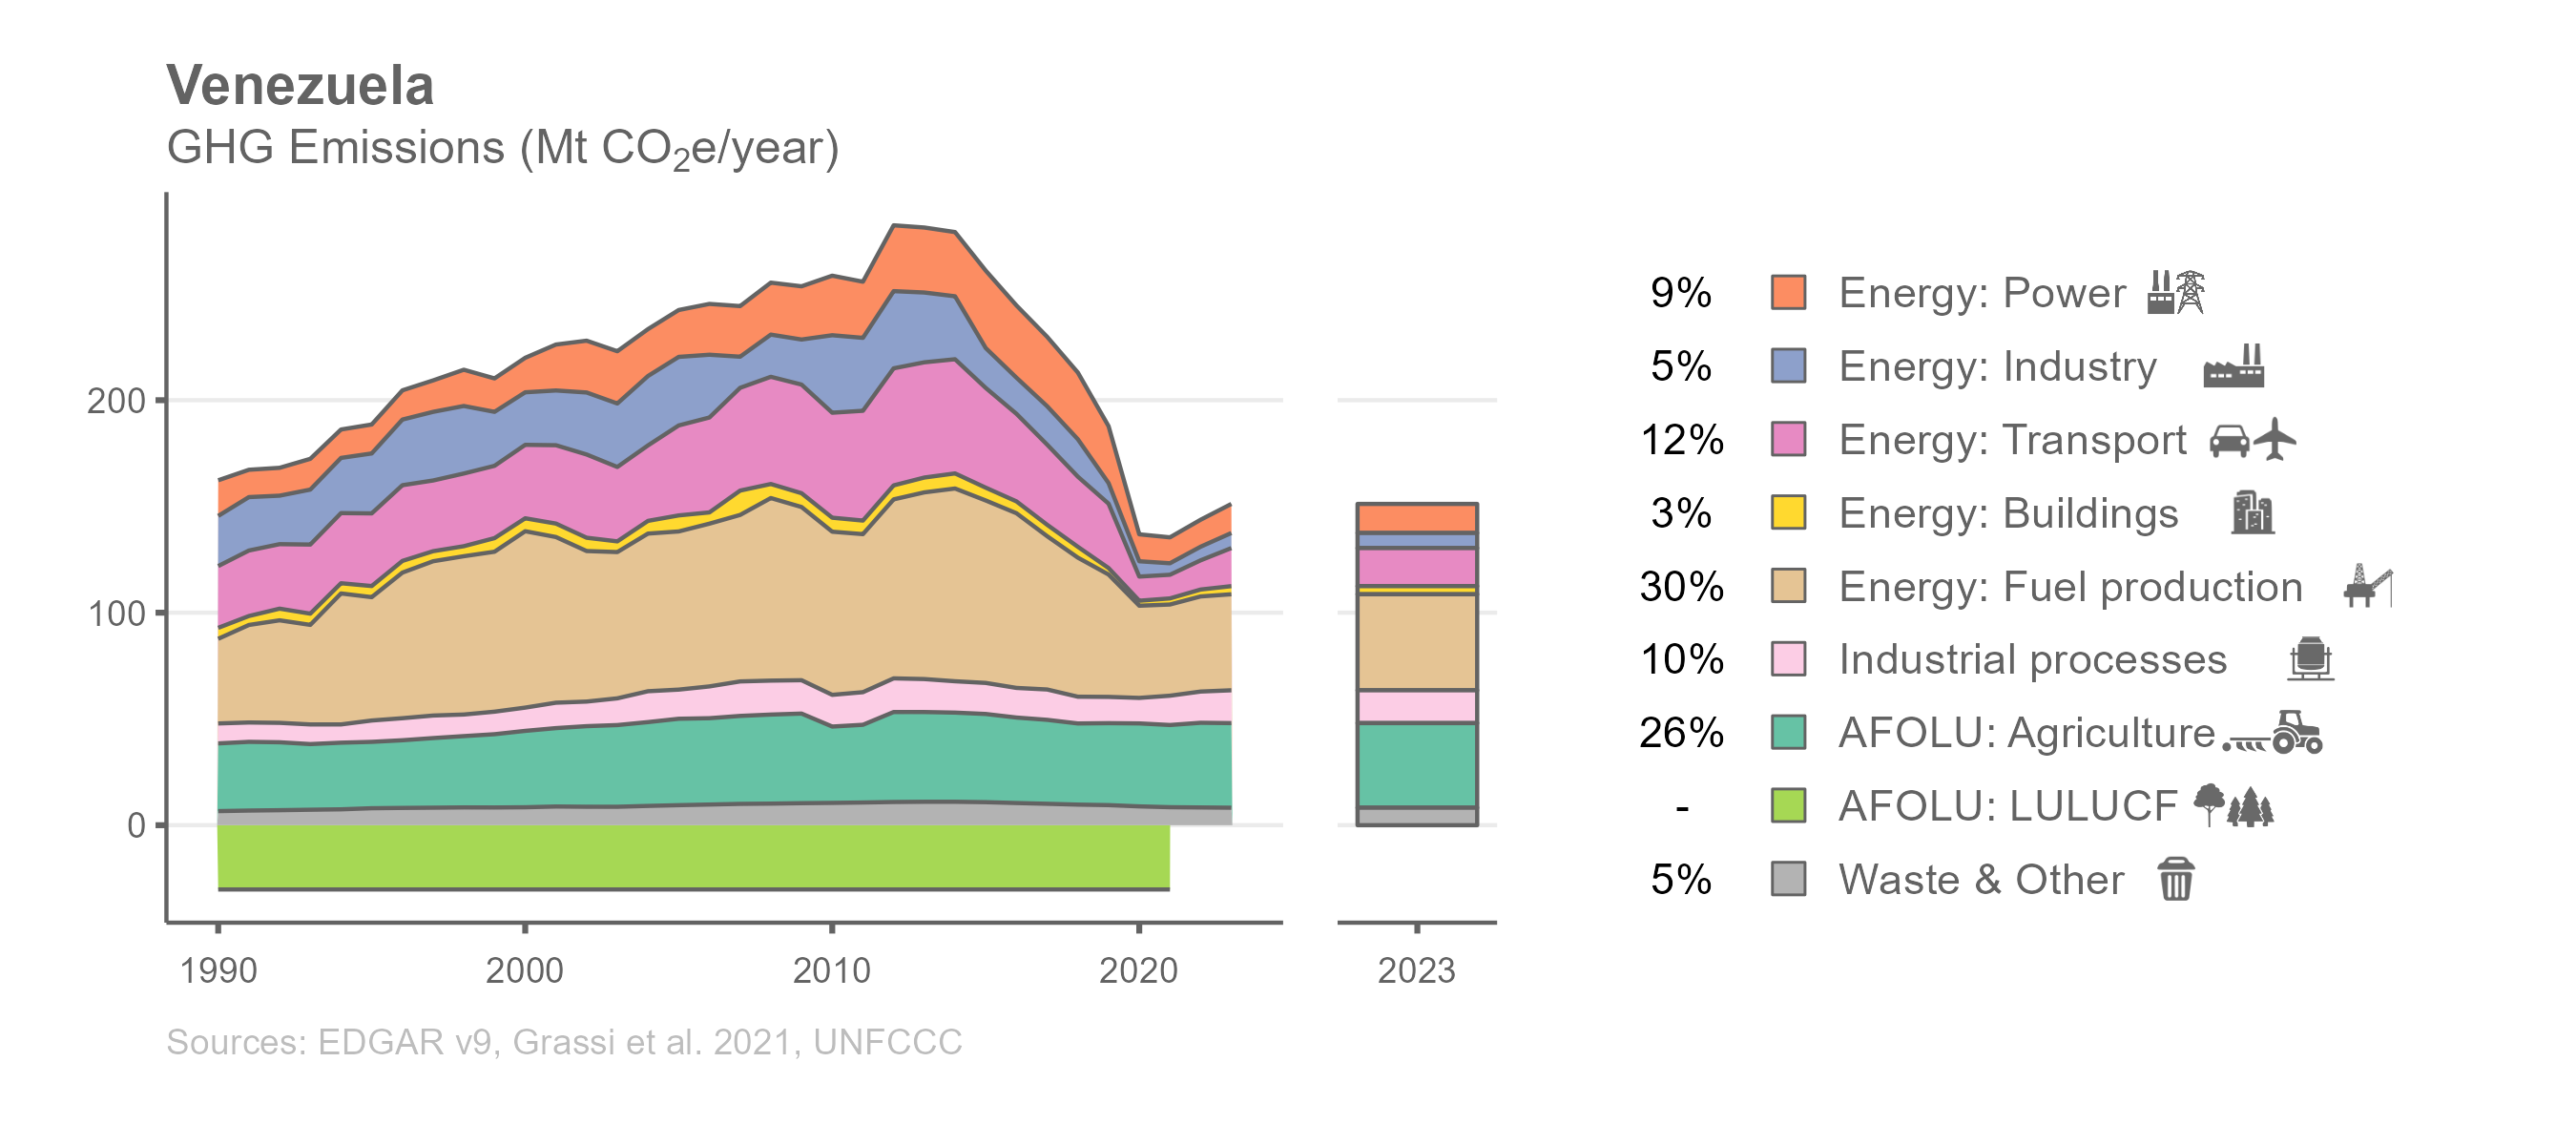 Venezuela
GHG Emissions (Mt CO₂e/year)
200
100
0
1990 2000 2010 2020 2023
9% Energy: Power
5% Energy: Industry
12% Energy: Transport
3% Energy: Buildings
30% Energy: Fuel production
10% Industrial processes
26% AFOLU: Agriculture
- AFOLU: LULUCF
5% Waste & Other
Sources: EDGAR v9, Grassi et al. 2021, UNFCCC